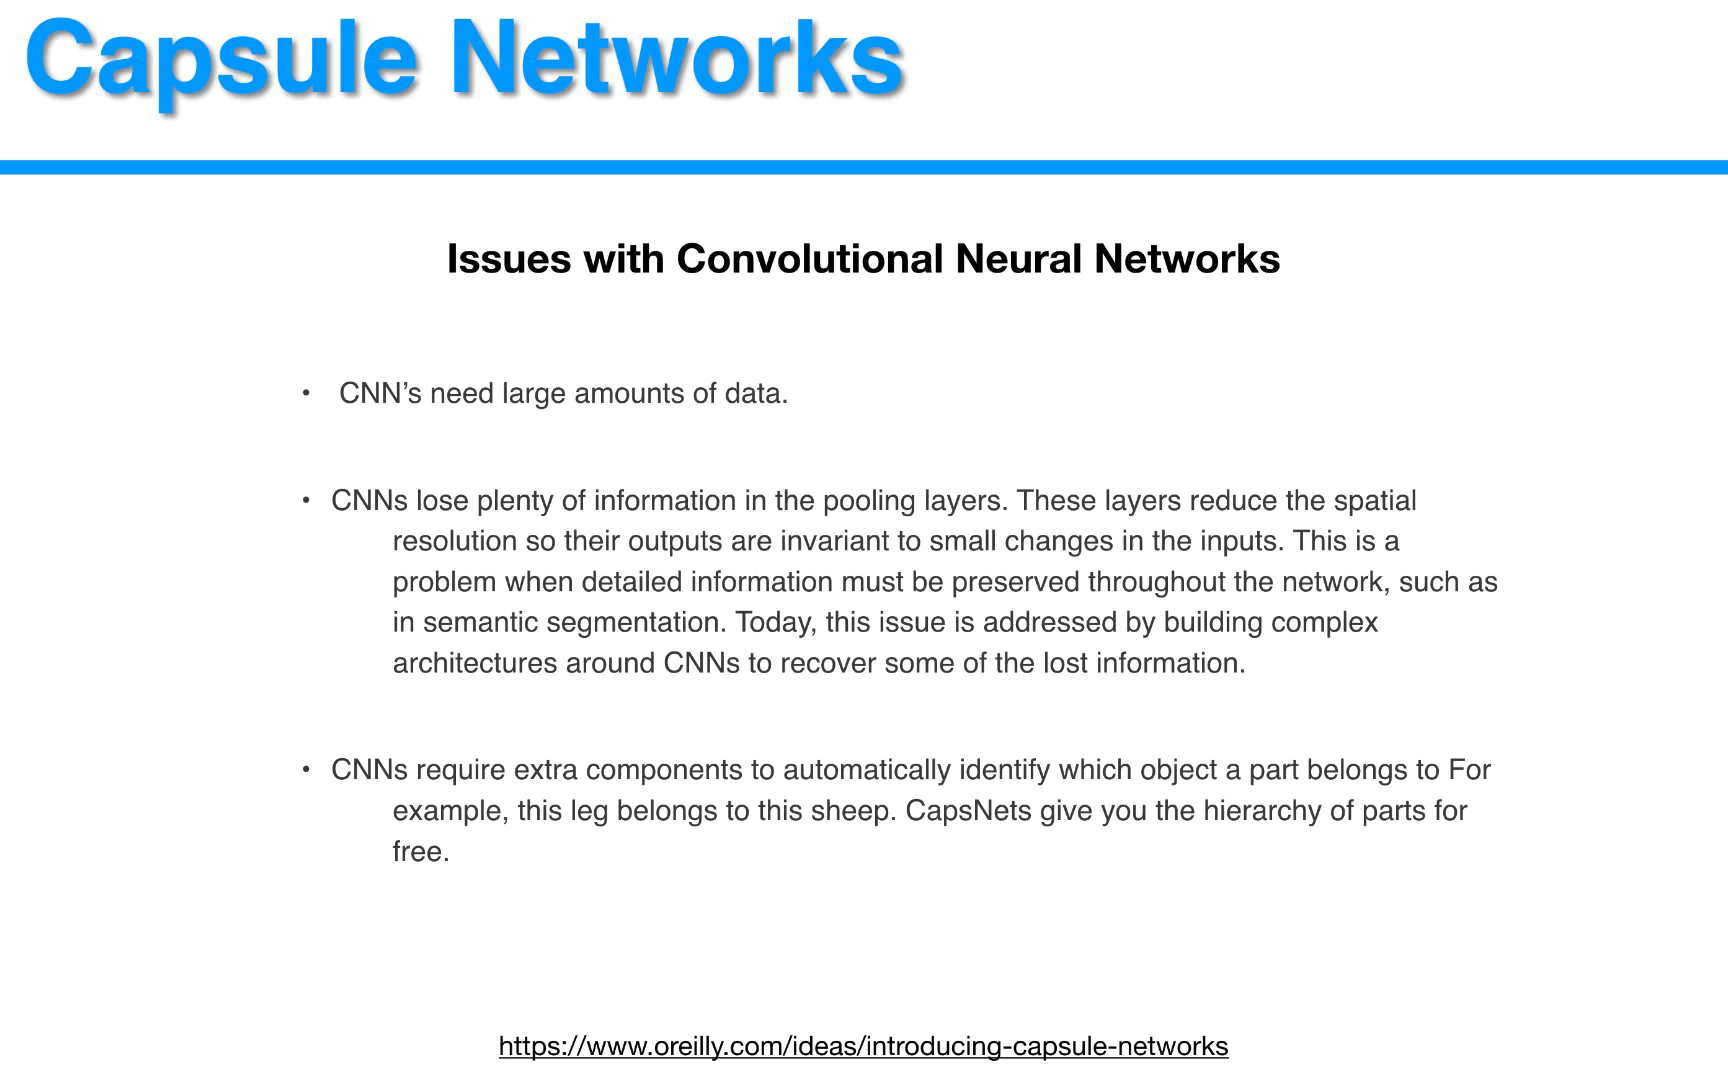 Capsule Networks
Issues with Convolutional Neural Networks
• CNN’s need large amounts of data.
• CNNs lose plenty of information in the pooling layers. These layers reduce the spatial
resolution so their outputs are invariant to small changes in the inputs. This is a
problem when detailed information must be preserved throughout the network, such as
in semantic segmentation. Today, this issue is addressed by building complex
architectures around CNNs to recover some of the lost information.
• CNNs require extra components to automatically identify which object a part belongs to For
example, this leg belongs to this sheep. CapsNets give you the hierarchy of parts for
free.
https://www.oreilly.com/ideas/introducing-capsule-networks